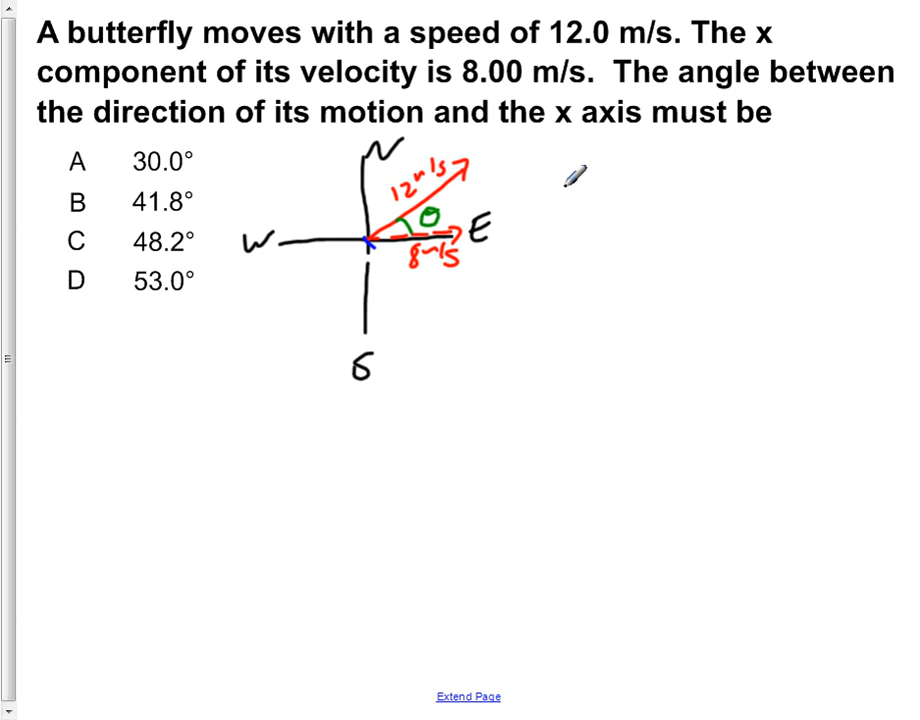 A butterfly moves with a speed of 12.0 m/s. The x
component of its velocity is 8.00 m/s. The angle between
the direction of its motion and the x axis must be
A 30.0°
B 41.8°
C 48.2°
D 53.0°
N
12 m/s
θ
W
E
8 m/s
S
Extend Page